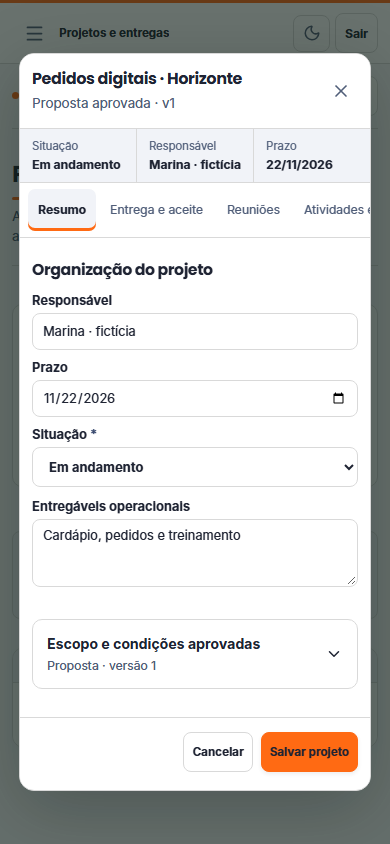 Projetos e entregas
Sair
Pedidos digitais · Horizonte
Proposta aprovada · v1
Situação
Em andamento
Responsável
Marina · fictícia
Prazo
22/11/2026
Resumo
Entrega e aceite
Reuniões
Atividades e
Organização do projeto
Responsável
Marina · fictícia
Prazo
11/22/2026
Situação *
Em andamento
Entregáveis operacionais
Cardápio, pedidos e treinamento
Escopo e condições aprovadas
Proposta · versão 1
Cancelar
Salvar projeto